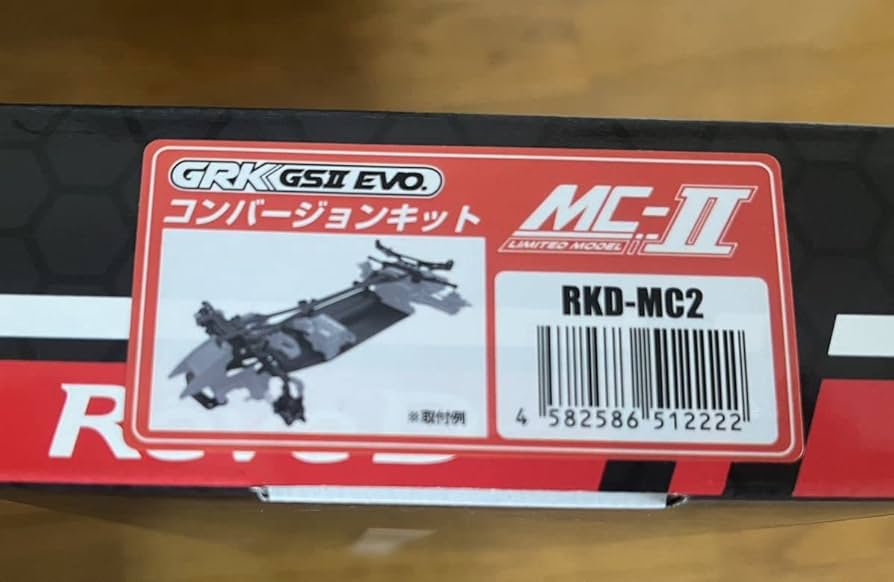 GRK GSII EVO.
コンバージョンキット
MC-II
LIMITED MODEL
RKD-MC2
※取付例
4 582586 512222